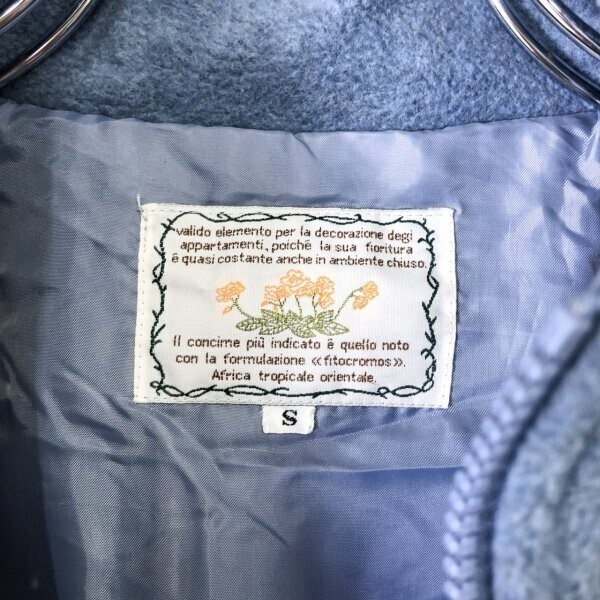 valido elemento per la decorazione degi
appartamenti, poichè la sua fioritura
è quasi costante anche in ambiente chiuso.
Il concime più indicato è quello noto
con la formulazione «fitocromos».
Africa tropicale orientale.
S